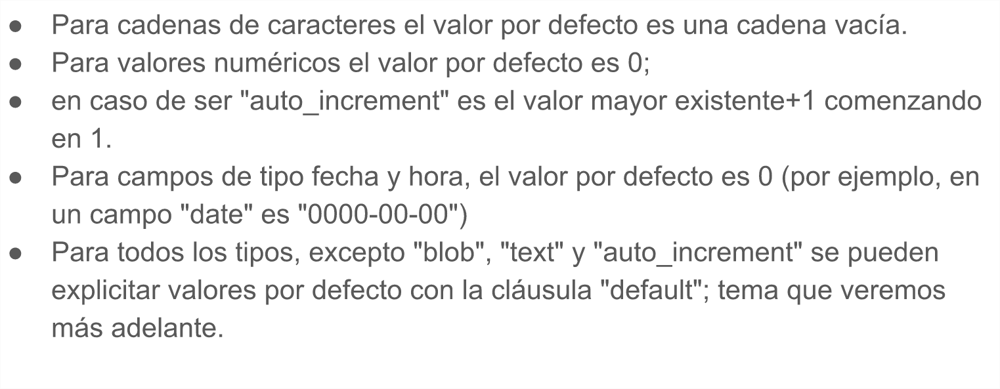 ● Para cadenas de caracteres el valor por defecto es una cadena vacía.
● Para valores numéricos el valor por defecto es 0;
● en caso de ser "auto_increment" es el valor mayor existente+1 comenzando
en 1.
● Para campos de tipo fecha y hora, el valor por defecto es 0 (por ejemplo, en
un campo "date" es "0000-00-00")
● Para todos los tipos, excepto "blob", "text" y "auto_increment" se pueden
explicitar valores por defecto con la cláusula "default"; tema que veremos
más adelante.